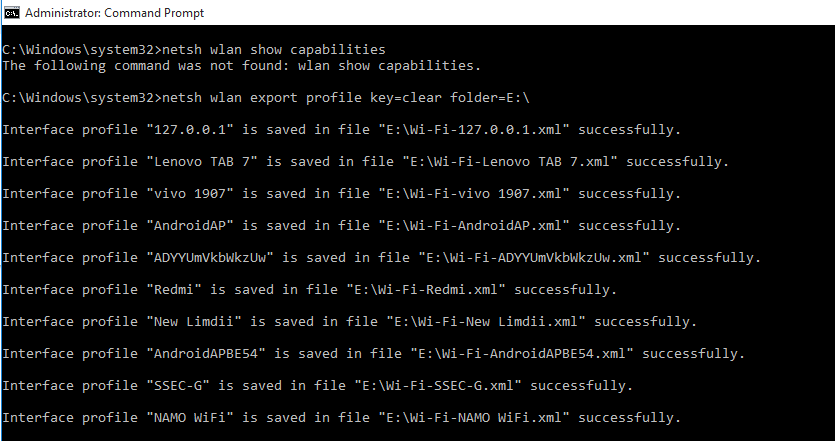 Administrator: Command Prompt
C:\Windows\system32>netsh wlan show capabilities
The following command was not found: wlan show capabilities.
C:\Windows\system32>netsh wlan export profile key=clear folder=E:\
Interface profile "127.0.0.1" is saved in file "E:\Wi-Fi-127.0.0.1.xml" successfully.
Interface profile "Lenovo TAB 7" is saved in file "E:\Wi-Fi-Lenovo TAB 7.xml" successfully.
Interface profile "vivo 1907" is saved in file "E:\Wi-Fi-vivo 1907.xml" successfully.
Interface profile "AndroidAP" is saved in file "E:\Wi-Fi-AndroidAP.xml" successfully.
Interface profile "ADYYUmVkbWkzUw" is saved in file "E:\Wi-Fi-ADYYUmVkbWkzUw.xml" successfully.
Interface profile "Redmi" is saved in file "E:\Wi-Fi-Redmi.xml" successfully.
Interface profile "New Limdii" is saved in file "E:\Wi-Fi-New Limdii.xml" successfully.
Interface profile "AndroidAPBE54" is saved in file "E:\Wi-Fi-AndroidAPBE54.xml" successfully.
Interface profile "SSEC-G" is saved in file "E:\Wi-Fi-SSEC-G.xml" successfully.
Interface profile "NAMO WiFi" is saved in file "E:\Wi-Fi-NAMO WiFi.xml" successfully.